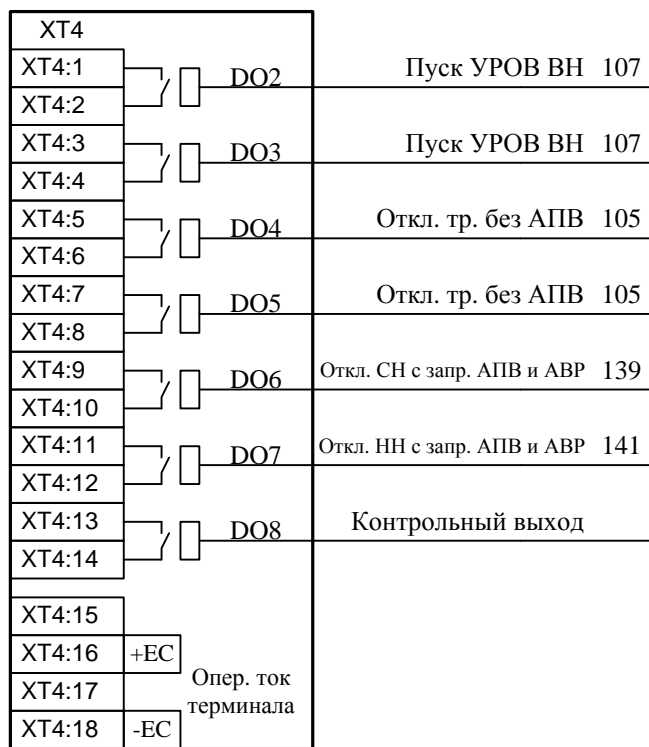 XT4
XT4:1
DO2 Пуск УРОВ ВН 107
XT4:2
XT4:3
DO3 Пуск УРОВ ВН 107
XT4:4
XT4:5
DO4 Откл. тр. без АПВ 105
XT4:6
XT4:7
DO5 Откл. тр. без АПВ 105
XT4:8
XT4:9
DO6 Откл. СН с запр. АПВ и АВР 139
XT4:10
XT4:11
DO7 Откл. НН с запр. АПВ и АВР 141
XT4:12
XT4:13
DO8 Контрольный выход
XT4:14
XT4:15
XT4:16 +EC
Опер. ток
XT4:17
терминала
XT4:18 -EC